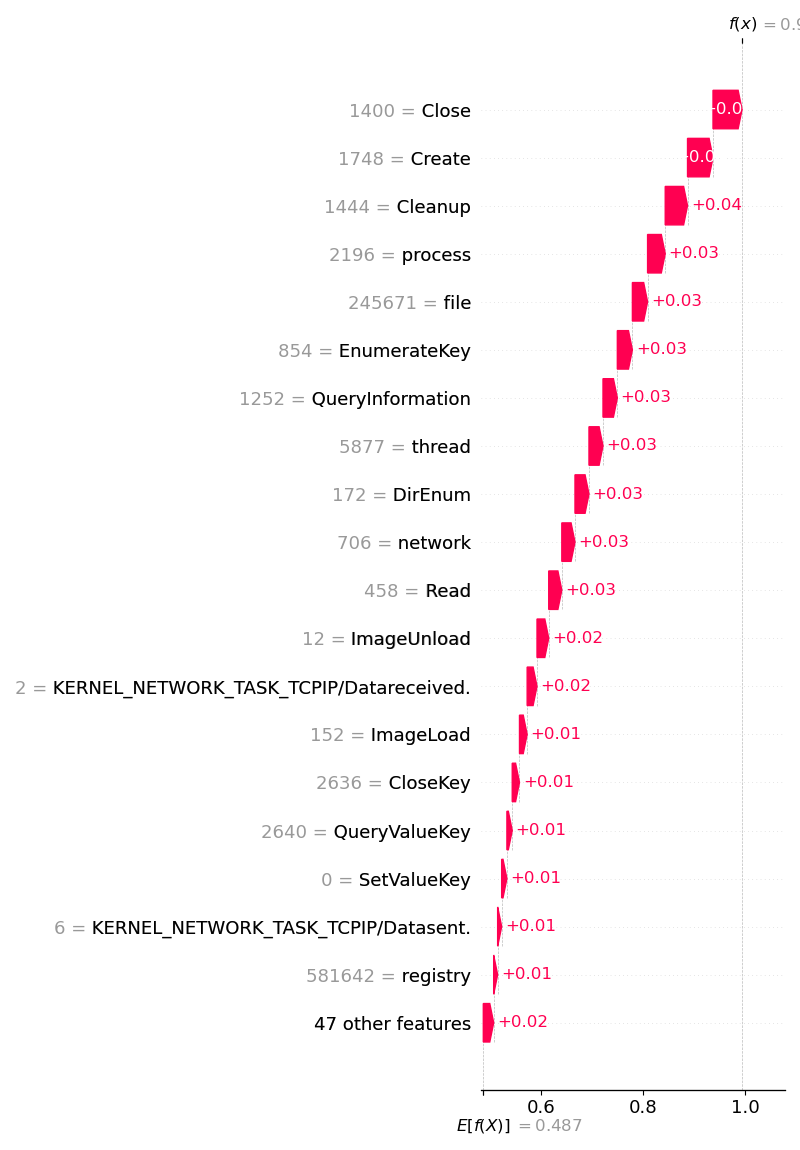 f(x) = 0.9
1400 = Close
1748 = Create
1444 = Cleanup +0.04
2196 = process +0.03
245671 = file +0.03
854 = EnumerateKey +0.03
1252 = QueryInformation +0.03
5877 = thread +0.03
172 = DirEnum +0.03
706 = network +0.03
458 = Read +0.03
12 = ImageUnload +0.02
2 = KERNEL_NETWORK_TASK_TCPIP/Datareceived. +0.02
152 = ImageLoad +0.01
2636 = CloseKey +0.01
2640 = QueryValueKey +0.01
0 = SetValueKey +0.01
6 = KERNEL_NETWORK_TASK_TCPIP/Datasent. +0.01
581642 = registry +0.01
47 other features +0.02
0.6 0.8 1.0
E[f(X)] = 0.487